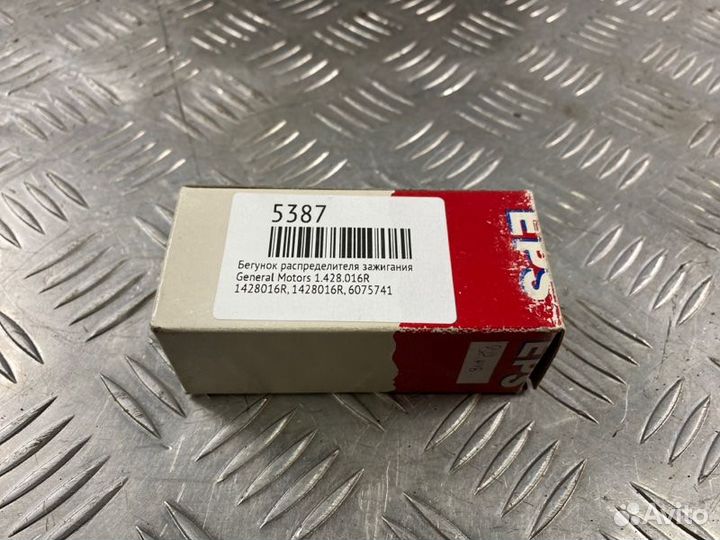 5387
Бегунок распределителя зажигания
General Motors 1.428.016R
1428016R, 1428016R, 6075741
EPS
EPS
Avito